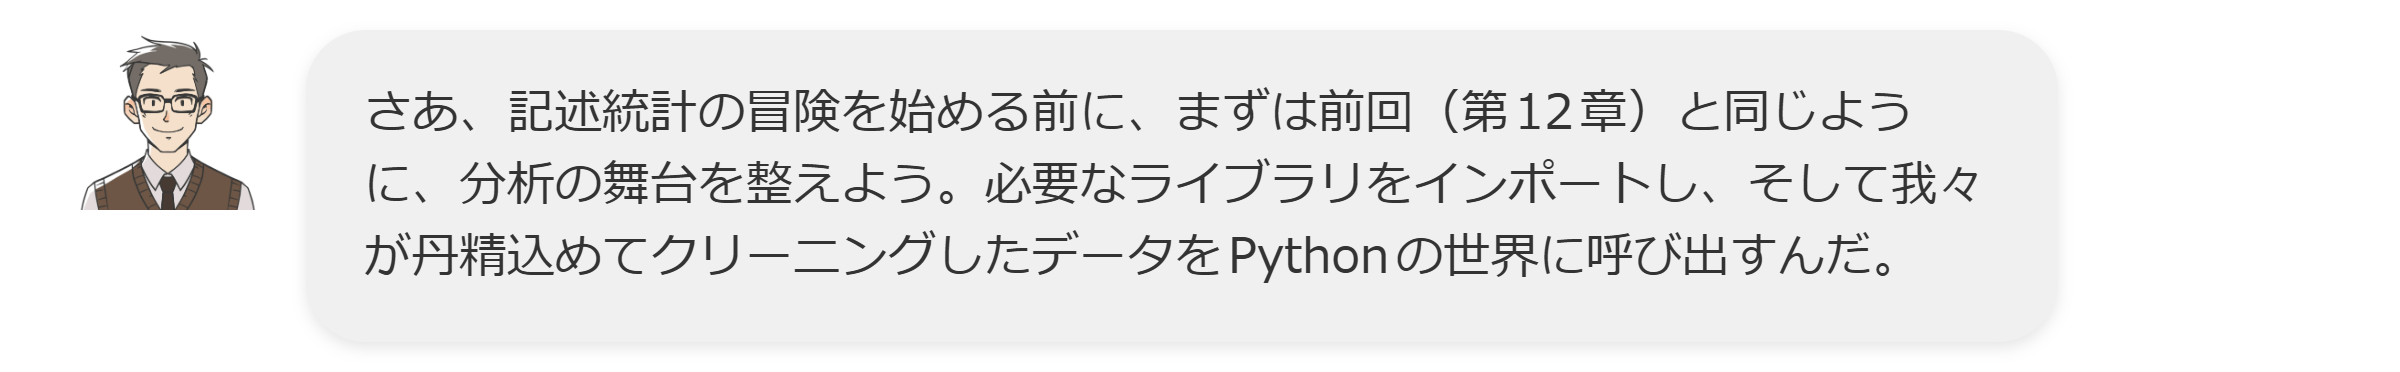 さあ、記述統計の冒険を始める前に、まずは前回（第12章）と同じよう
に、分析の舞台を整えよう。必要なライブラリをインポートし、そして我々
が丹精込めてクリーニングしたデータをPythonの世界に呼び出すんだ。